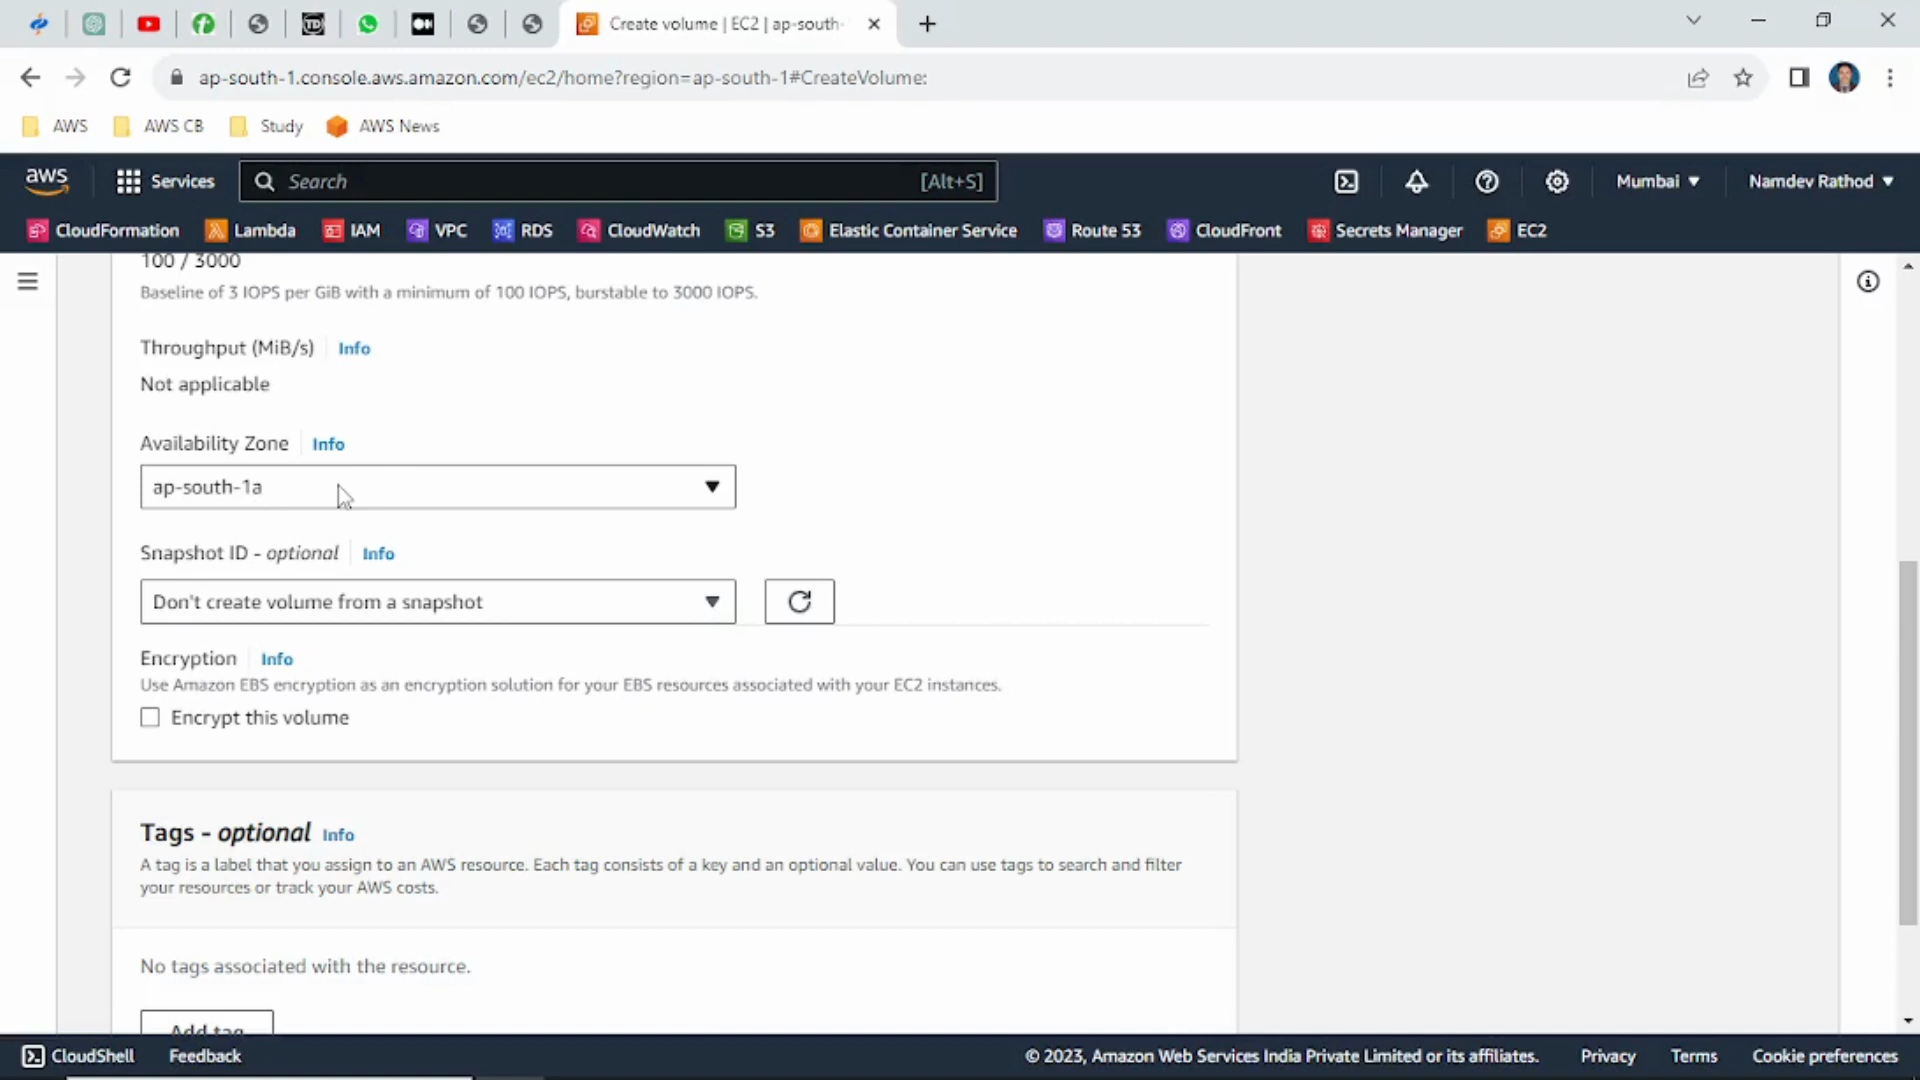 Create volume | EC2 | ap-south-
ap-south-1.console.aws.amazon.com/ec2/home?region=ap-south-1#CreateVolume:
AWS
AWS CB
Study
AWS News
aws
Services
Search
[Alt+S]
Mumbai
Namdev Rathod
CloudFormation
Lambda
IAM
VPC
RDS
CloudWatch
S3
Elastic Container Service
Route 53
CloudFront
Secrets Manager
EC2
100 / 3000
Baseline of 3 IOPS per GiB with a minimum of 100 IOPS, burstable to 3000 IOPS.
Throughput (MiB/s) Info
Not applicable
Availability Zone Info
ap-south-1a
Snapshot ID - optional Info
Don't create volume from a snapshot
Encryption Info
Use Amazon EBS encryption as an encryption solution for your EBS resources associated with your EC2 instances.
Encrypt this volume
Tags - optional Info
A tag is a label that you assign to an AWS resource. Each tag consists of a key and an optional value. You can use tags to search and filter
your resources or track your AWS costs.
No tags associated with the resource.
Add tag
CloudShell
Feedback
© 2023, Amazon Web Services India Private Limited or its affiliates.
Privacy
Terms
Cookie preferences